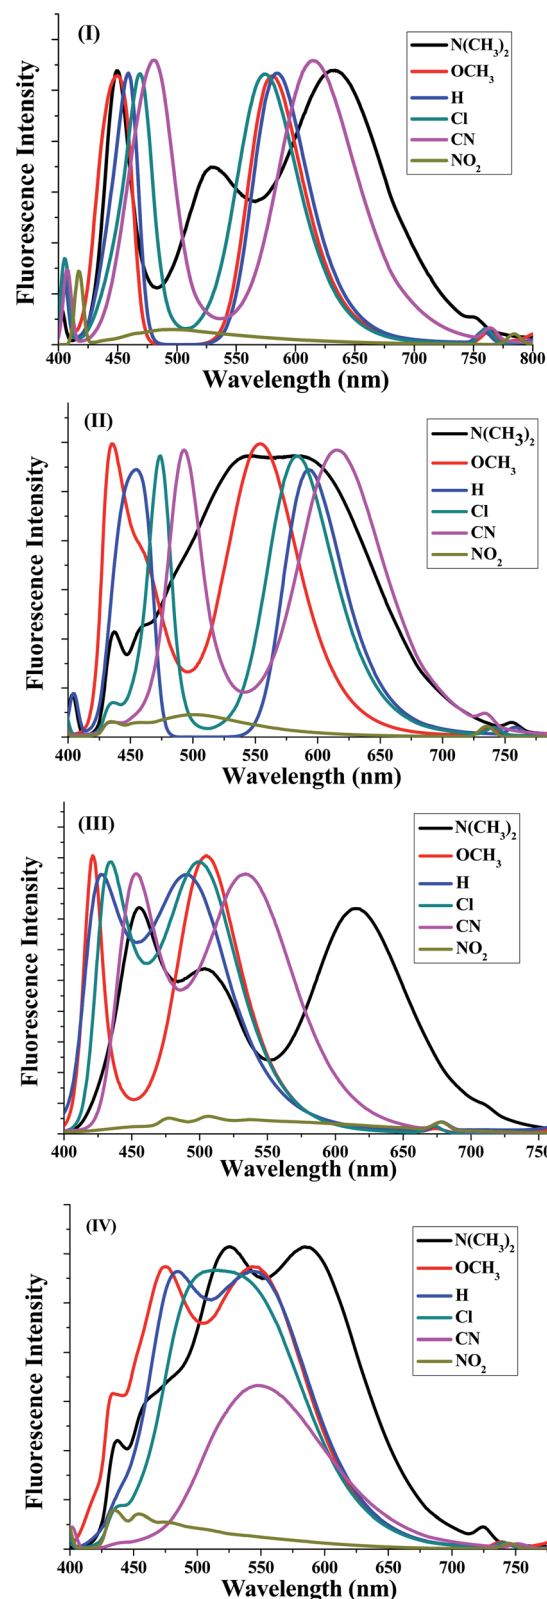 (I)
N(CH₃)₂
OCH₃
H
Cl
CN
NO₂
Fluorescence Intensity
400 450 500 550 600 650 700 750 800
Wavelength (nm)
(II)
N(CH₃)₂
OCH₃
H
Cl
CN
NO₂
Fluorescence Intensity
400 450 500 550 600 650 700 750
Wavelength (nm)
(III)
N(CH₃)₂
OCH₃
H
Cl
CN
NO₂
Fluorescence Intensity
400 450 500 550 600 650 700 750
Wavelength (nm)
(IV)
N(CH₃)₂
OCH₃
H
Cl
CN
NO₂
Fluorescence Intensity
400 450 500 550 600 650 700 750
Wavelength (nm)